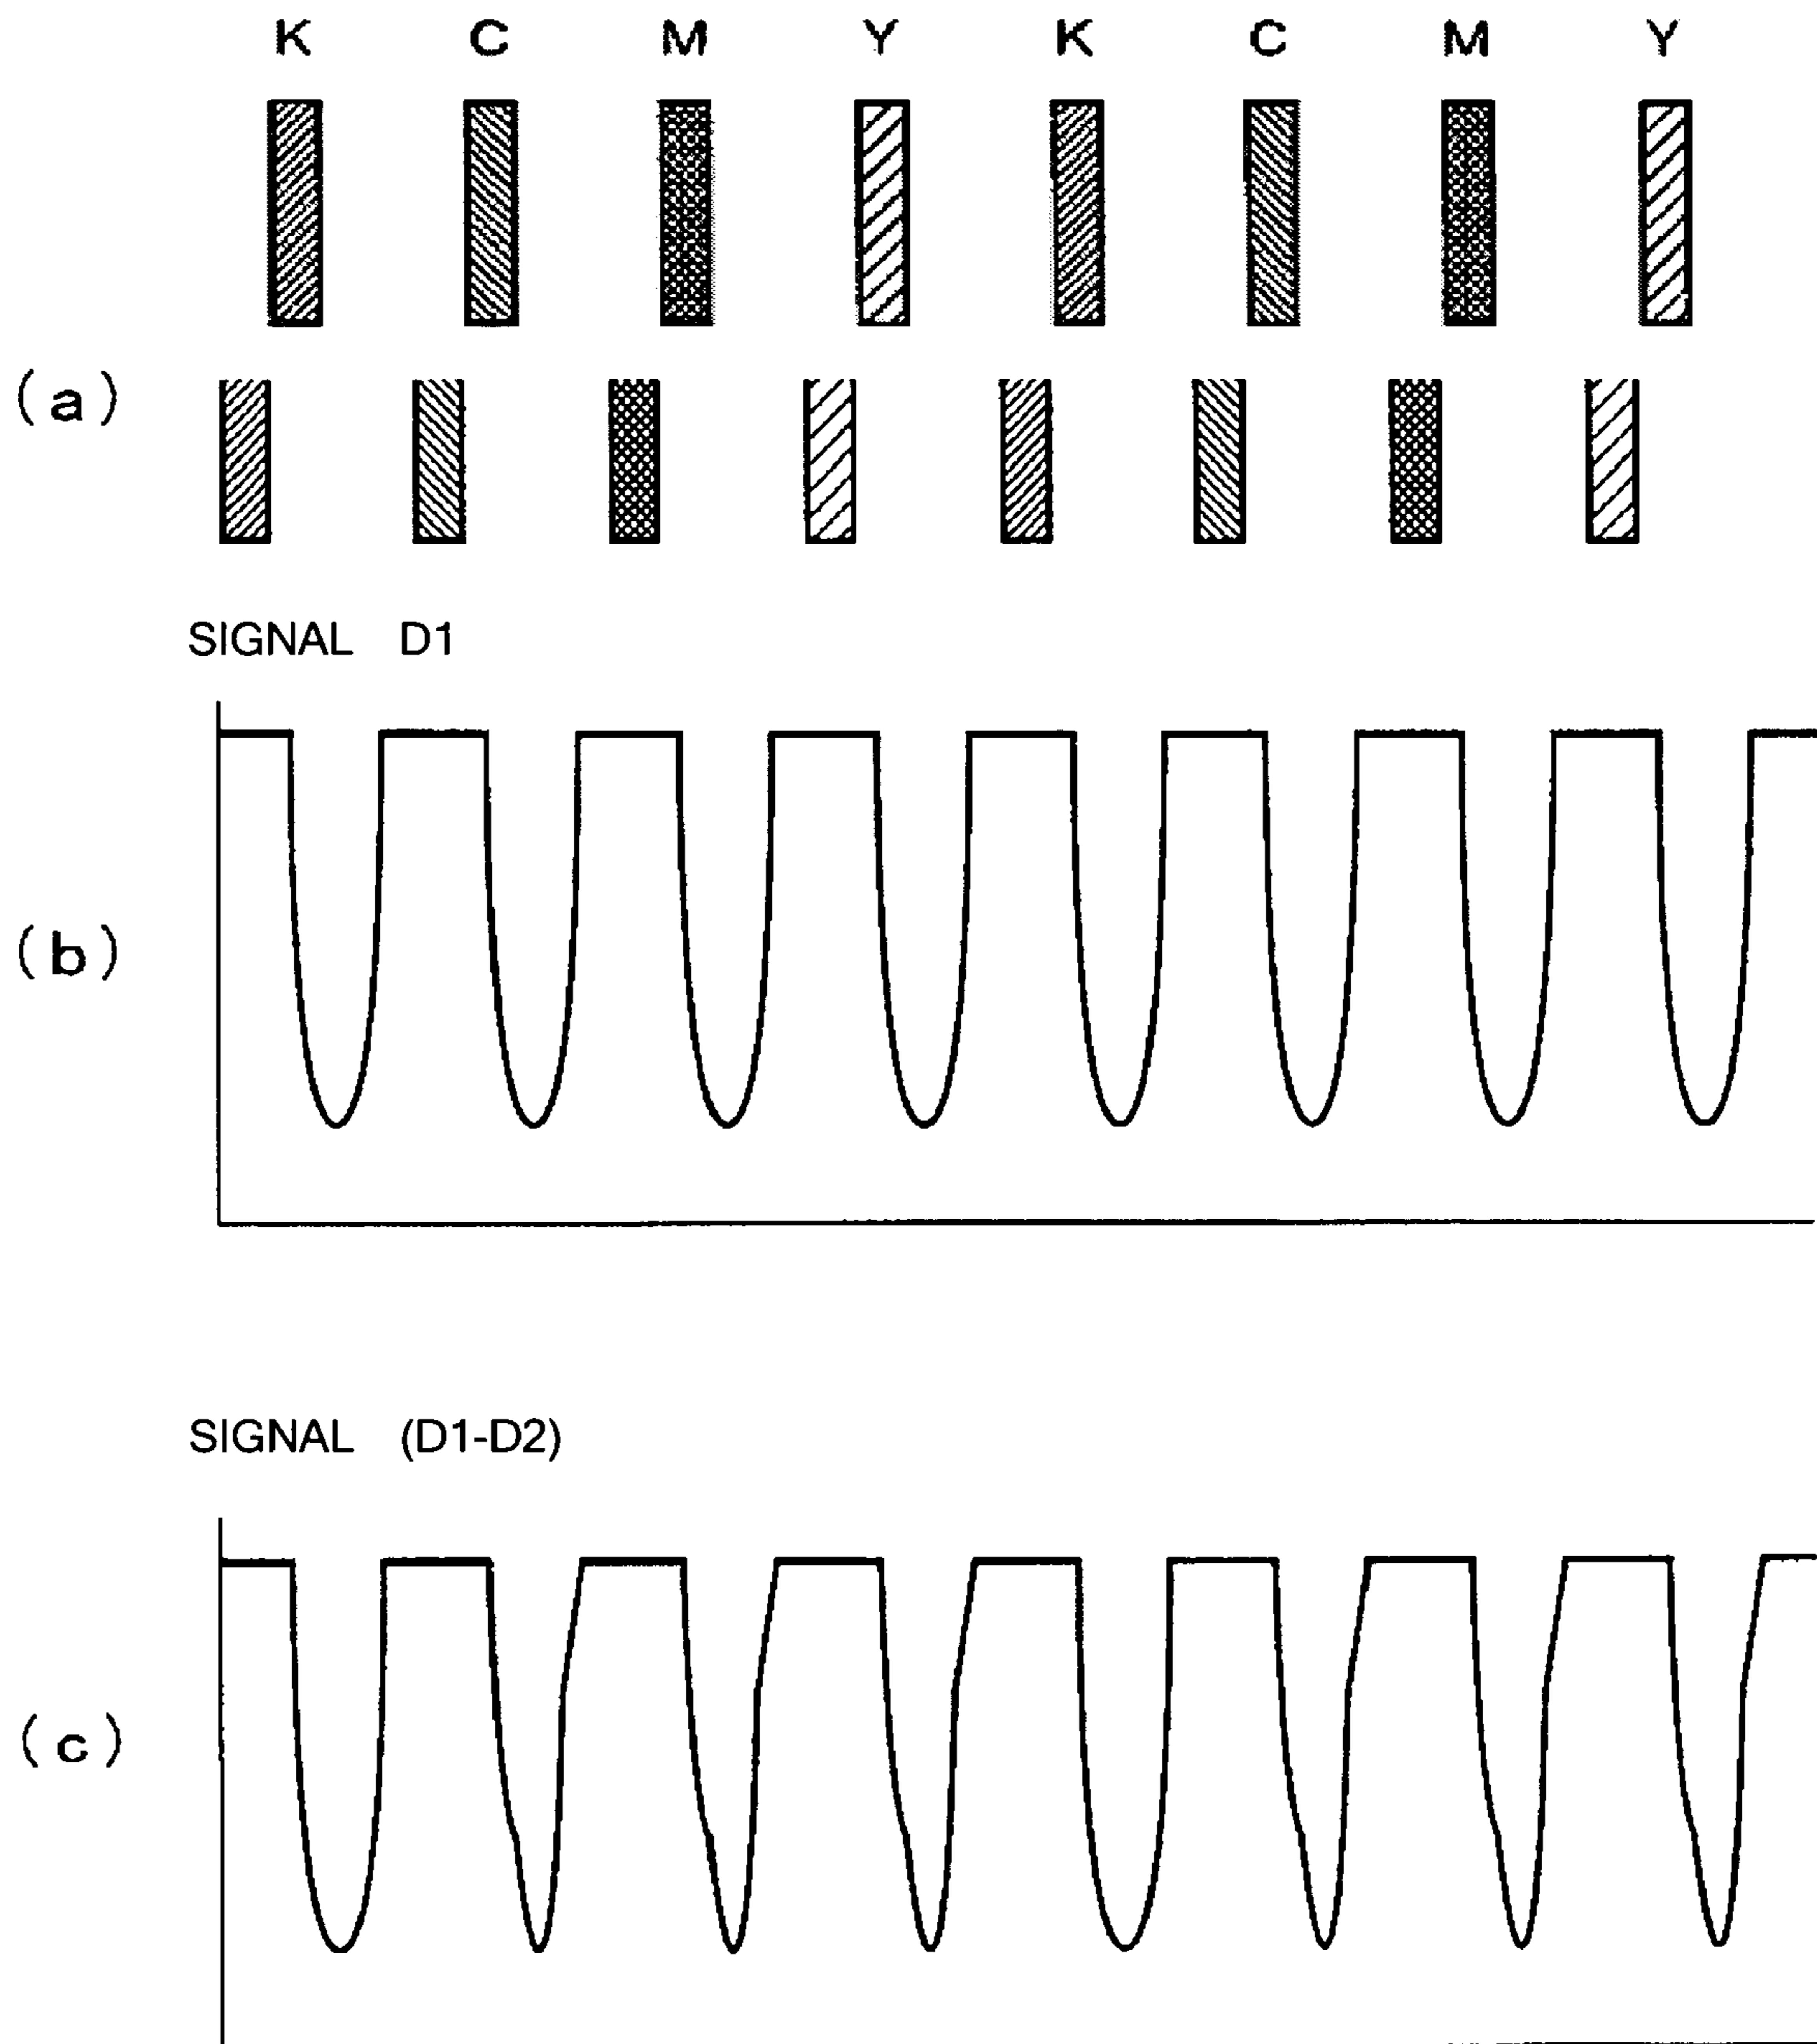 K C M Y K C M Y
(a)
SIGNAL D1
(b)
SIGNAL (D1-D2)
(c)